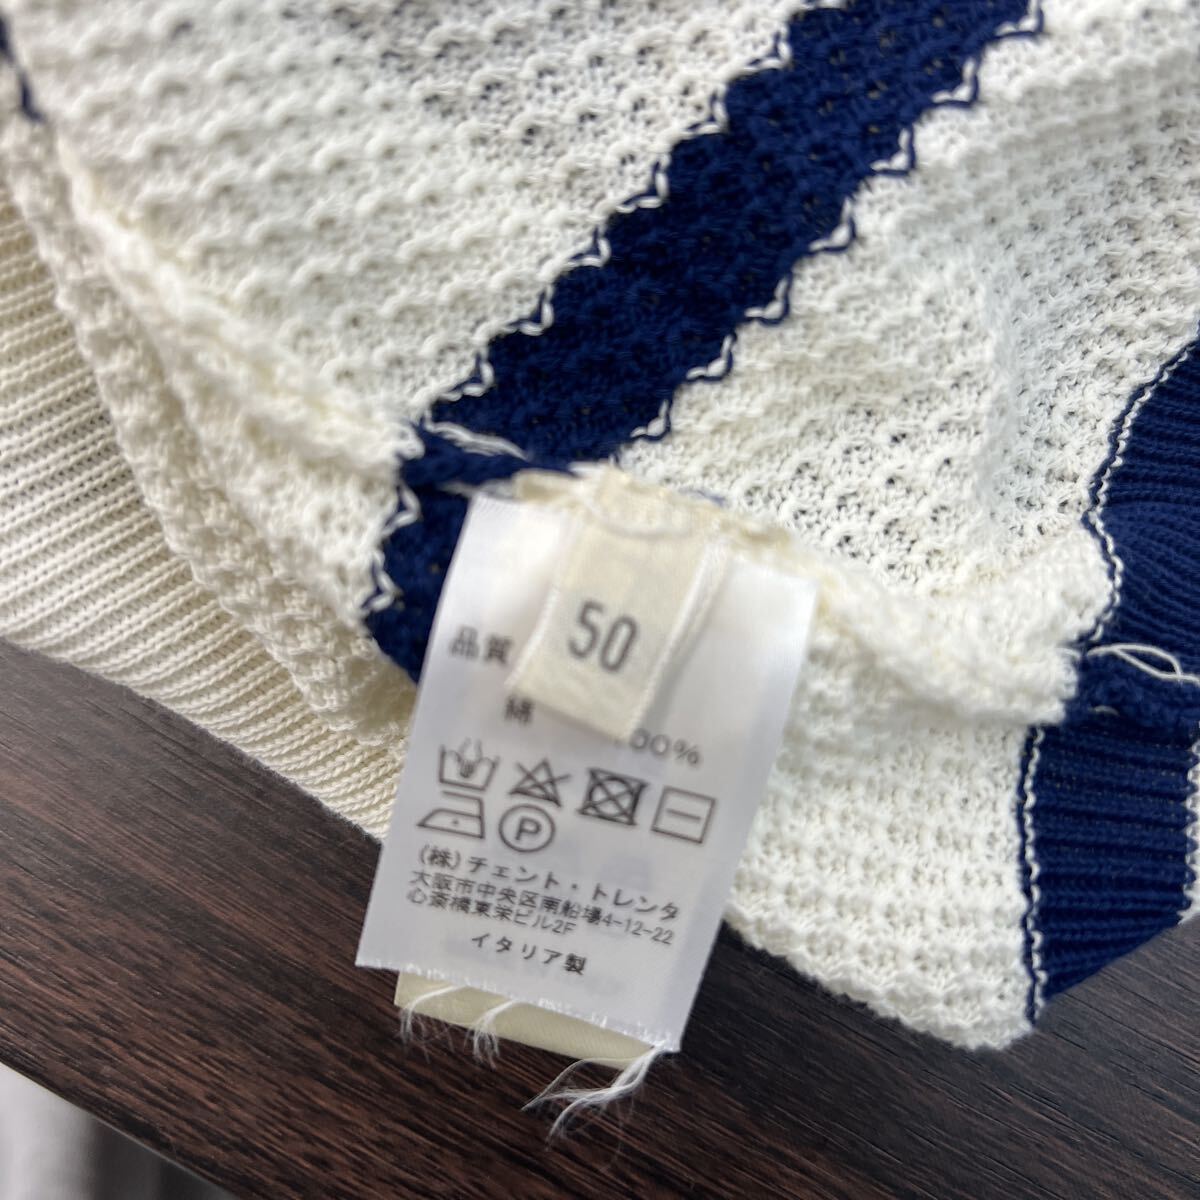 50
品質
綿
100%
P
(株)チェント・トレンタ
大阪市中央区南船場4-12-22
心斎橋東栄ビル2F
イタリア製